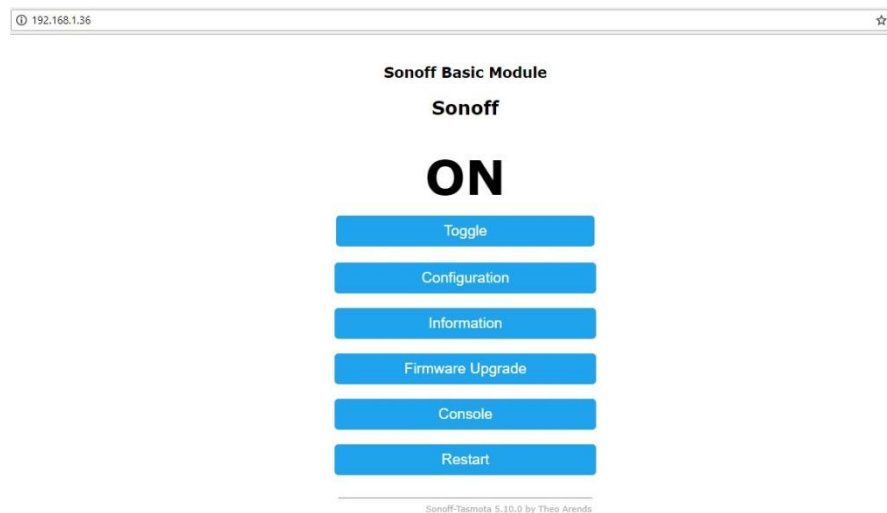 192.168.1.36
Sonoff Basic Module
Sonoff
ON
Toggle
Configuration
Information
Firmware Upgrade
Console
Restart
Sonoff-Tasmota 5.10.0 by Theo Arends